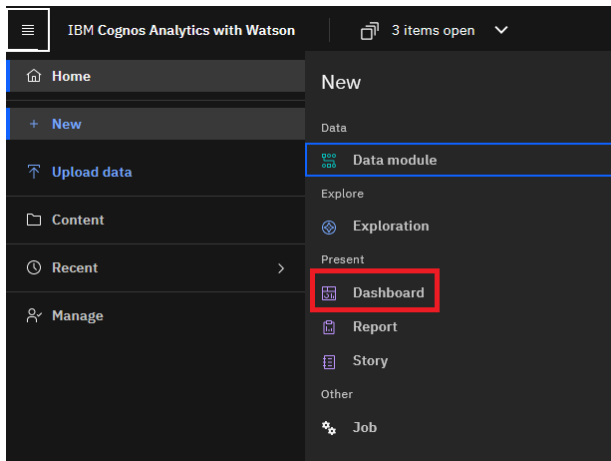 IBM Cognos Analytics with Watson
3 items open
Home
New
Upload data
Content
Recent
Manage
New
Data
Data module
Explore
Exploration
Present
Dashboard
Report
Story
Other
Job